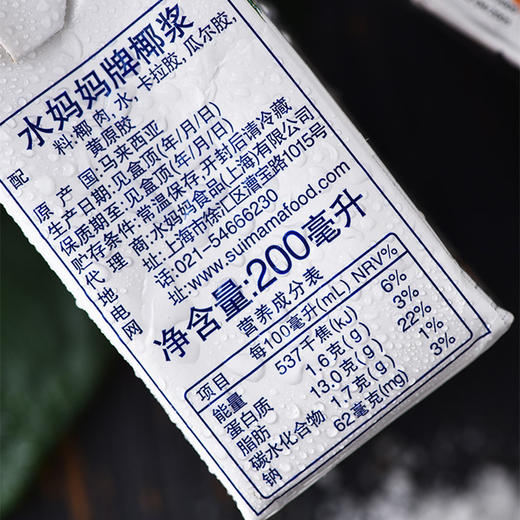 水妈妈牌椰浆
配料:椰肉,水,卡拉胶,瓜尔胶,
黄原胶
原产国:马来西亚
生产日期:见盒顶(年/月/日)
保质期至:见盒顶(年/月/日)
贮存条件:常温保存,开封后请冷藏
代理商:水妈妈食品(上海)有限公司
地址:上海市徐汇区漕宝路1015号
电话:021-54666230
网址:www.suimamafood.com
净含量:200毫升
营养成分表
项目 每100毫升(mL) NRV%
能量 537千焦(kJ) 6%
蛋白质 1.6克(g) 3%
脂肪 13.0克(g) 22%
碳水化合物 1.7克(g) 1%
钠 62毫克(mg) 3%